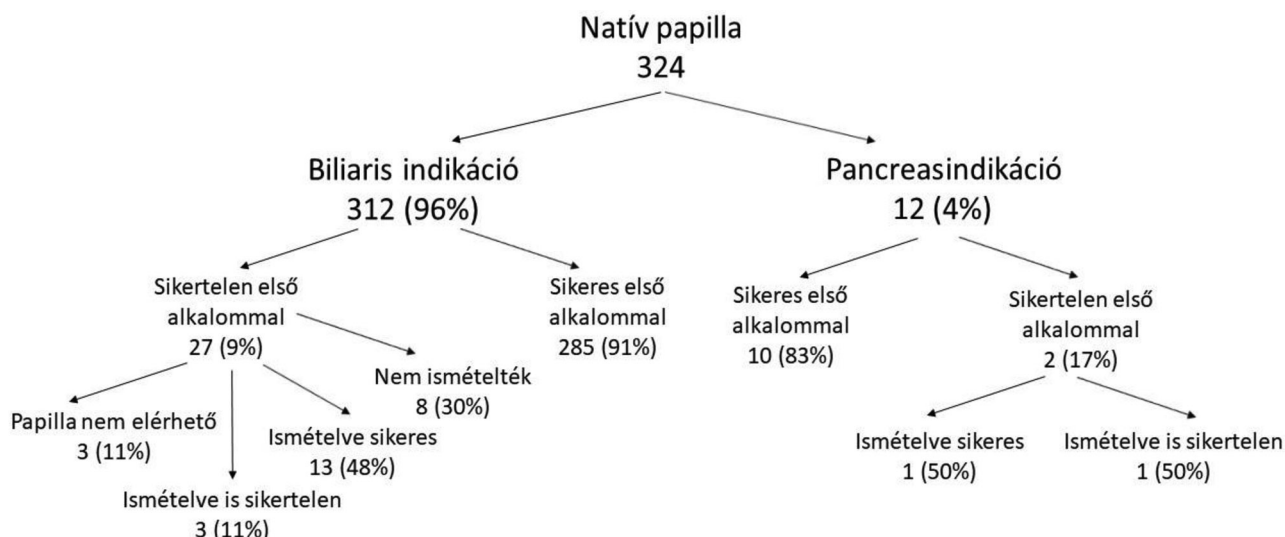 Natív papilla
324
Biliaris indikáció
312 (96%)
Pancreasindikáció
12 (4%)
Sikertelen első
alkalommal
27 (9%)
Sikeres első
alkalommal
285 (91%)
Sikeres első
alkalommal
10 (83%)
Sikertelen első
alkalommal
2 (17%)
Nem ismételték
8 (30%)
Papilla nem elérhető
3 (11%)
Ismételve sikeres
13 (48%)
Ismételve is sikertelen
3 (11%)
Ismételve sikeres
1 (50%)
Ismételve is sikertelen
1 (50%)